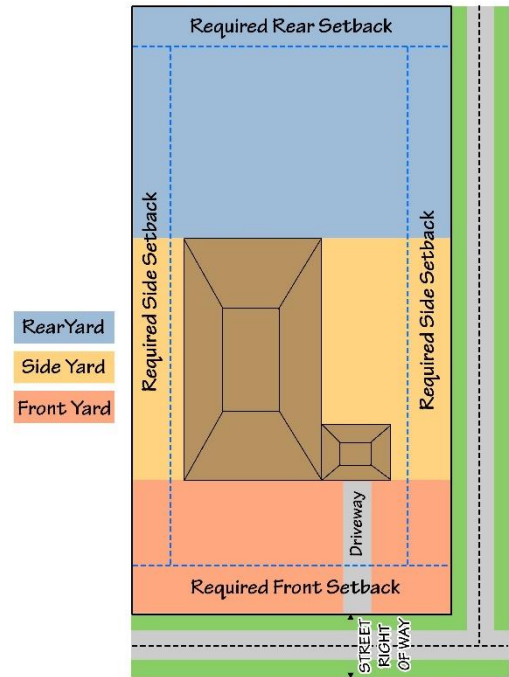 Required Rear Setback
Required Side Setback
Required Side Setback
RearYard
Side Yard
Front Yard
Driveway
Required Front Setback
STREET
RIGHT
OF WAY